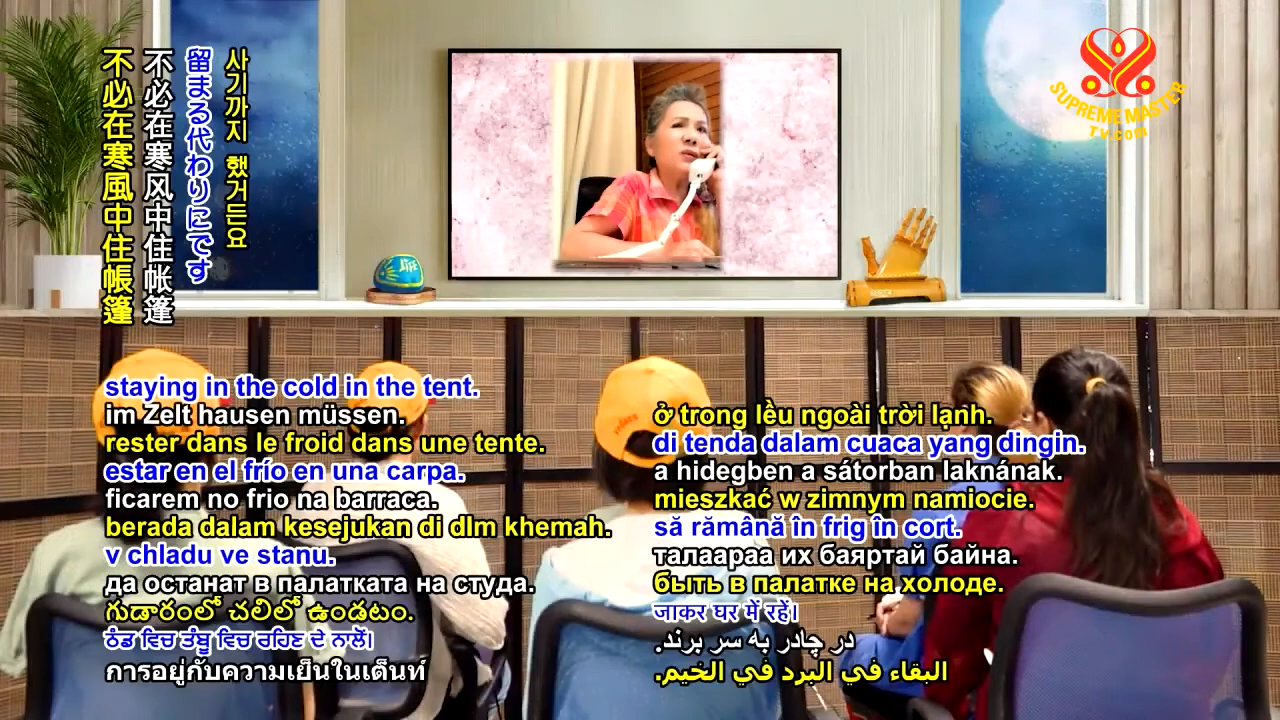 不必在寒風中住帳篷
不必在寒风中住帐篷
留まる代わりにです
사기까지 했거든요
SUPREME MASTER
TV.com
LIFE
staying in the cold in the tent.
im Zelt hausen müssen.
rester dans le froid dans une tente.
estar en el frío en una carpa.
ficarem no frio na barraca.
berada dalam kesejukan di dlm khemah.
v chladu ve stanu.
да останат в палатката на студа.
గుడారంలో చలిలో ఉండటం.
ਠੰਡ ਵਿਚ ਤੰਬੂ ਵਿਚ ਰਹਿਣ ਦੇ ਨਾਲੋਂ।
การอยู่กับความเย็นในเต็นท์
ở trong lều ngoài trời lạnh.
di tenda dalam cuaca yang dingin.
a hidegben a sátorban laknának.
mieszkać w zimnym namiocie.
să rămână în frig în cort.
талаараа их баяртай байна.
быть в палатке на холоде.
जाकर घर में रहें।
در چادر به سر برند.
البقاء في البرد في الخيم.